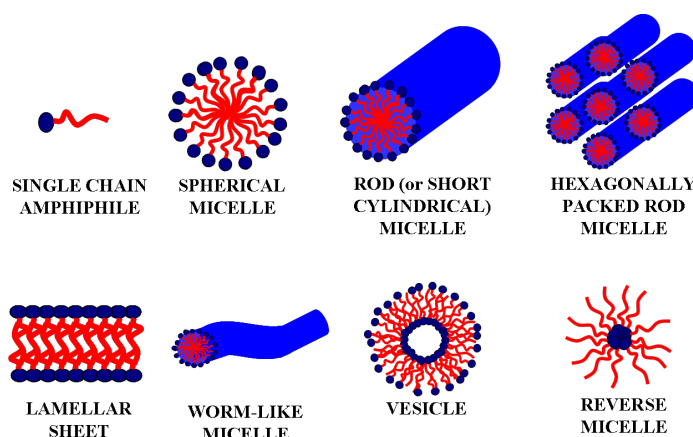 SINGLE CHAIN
AMPHIPHILE
SPHERICAL
MICELLE
ROD (or SHORT
CYLINDRICAL)
MICELLE
HEXAGONALLY
PACKED ROD
MICELLE
LAMELLAR
SHEET
WORM-LIKE
MICELLE
VESICLE
REVERSE
MICELLE